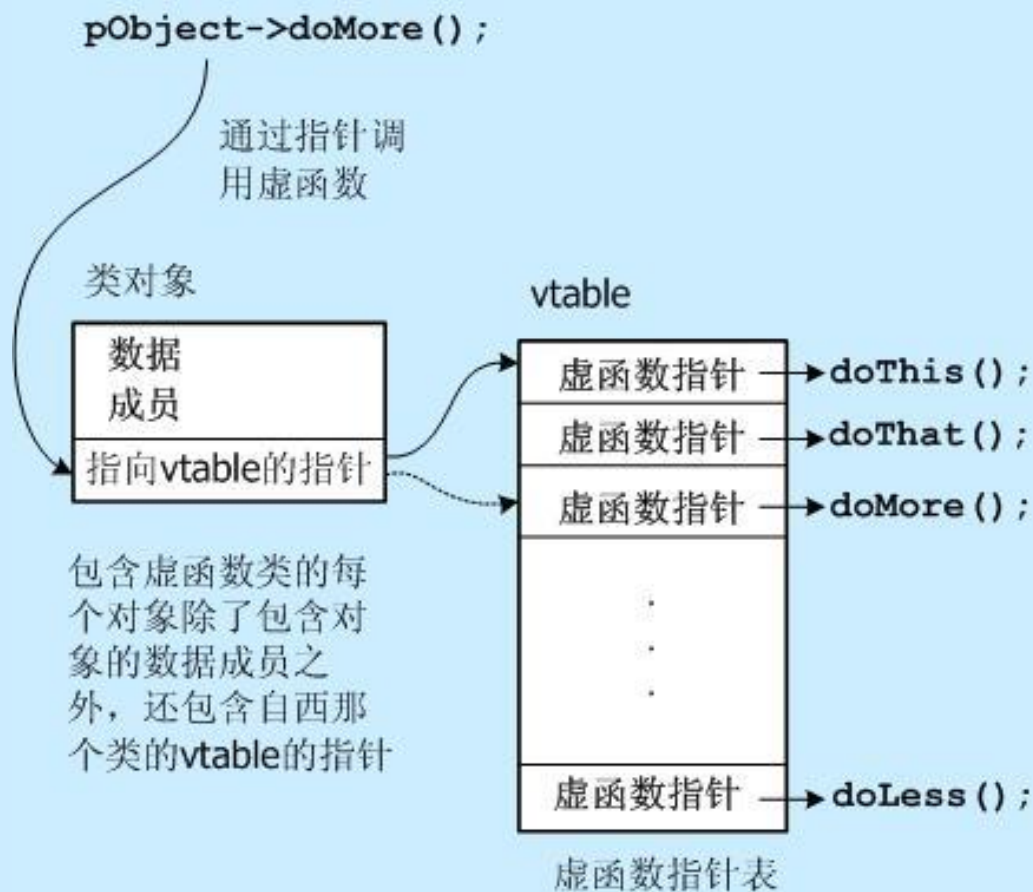 pObject->doMore();
通过指针调
用虚函数
类对象
数据
成员
指向vtable的指针
包含虚函数类的每
个对象除了包含对
象的数据成员之
外，还包含自西那
个类的vtable的指针
vtable
虚函数指针 doThis();
虚函数指针 doThat();
虚函数指针 doMore();
虚函数指针 doLess();
虚函数指针表